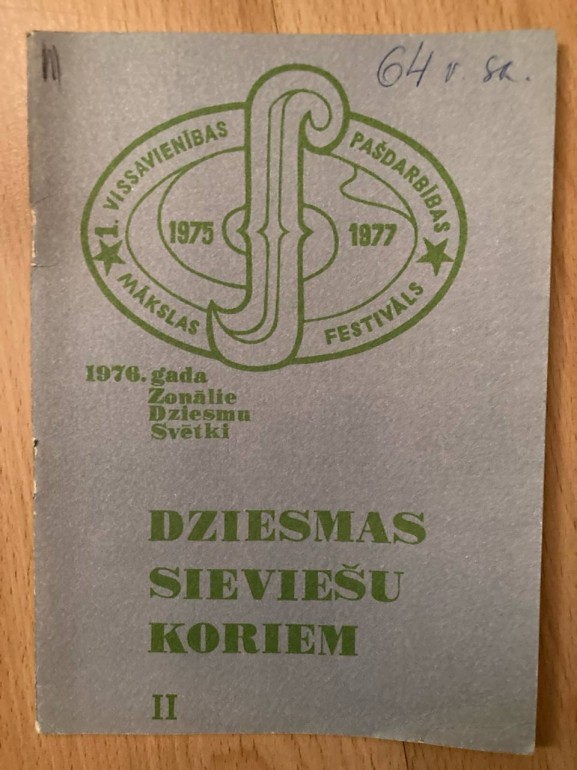 64 v. sk.
1. VISSAVIENĪBAS
PAŠDARBĪBAS
1975 1977
MĀKSLAS
FESTIVĀLS
1976. gada
Zonālie
Dziesmu
Svētki
DZIESMAS
SIEVIEŠU
KORIEM
II